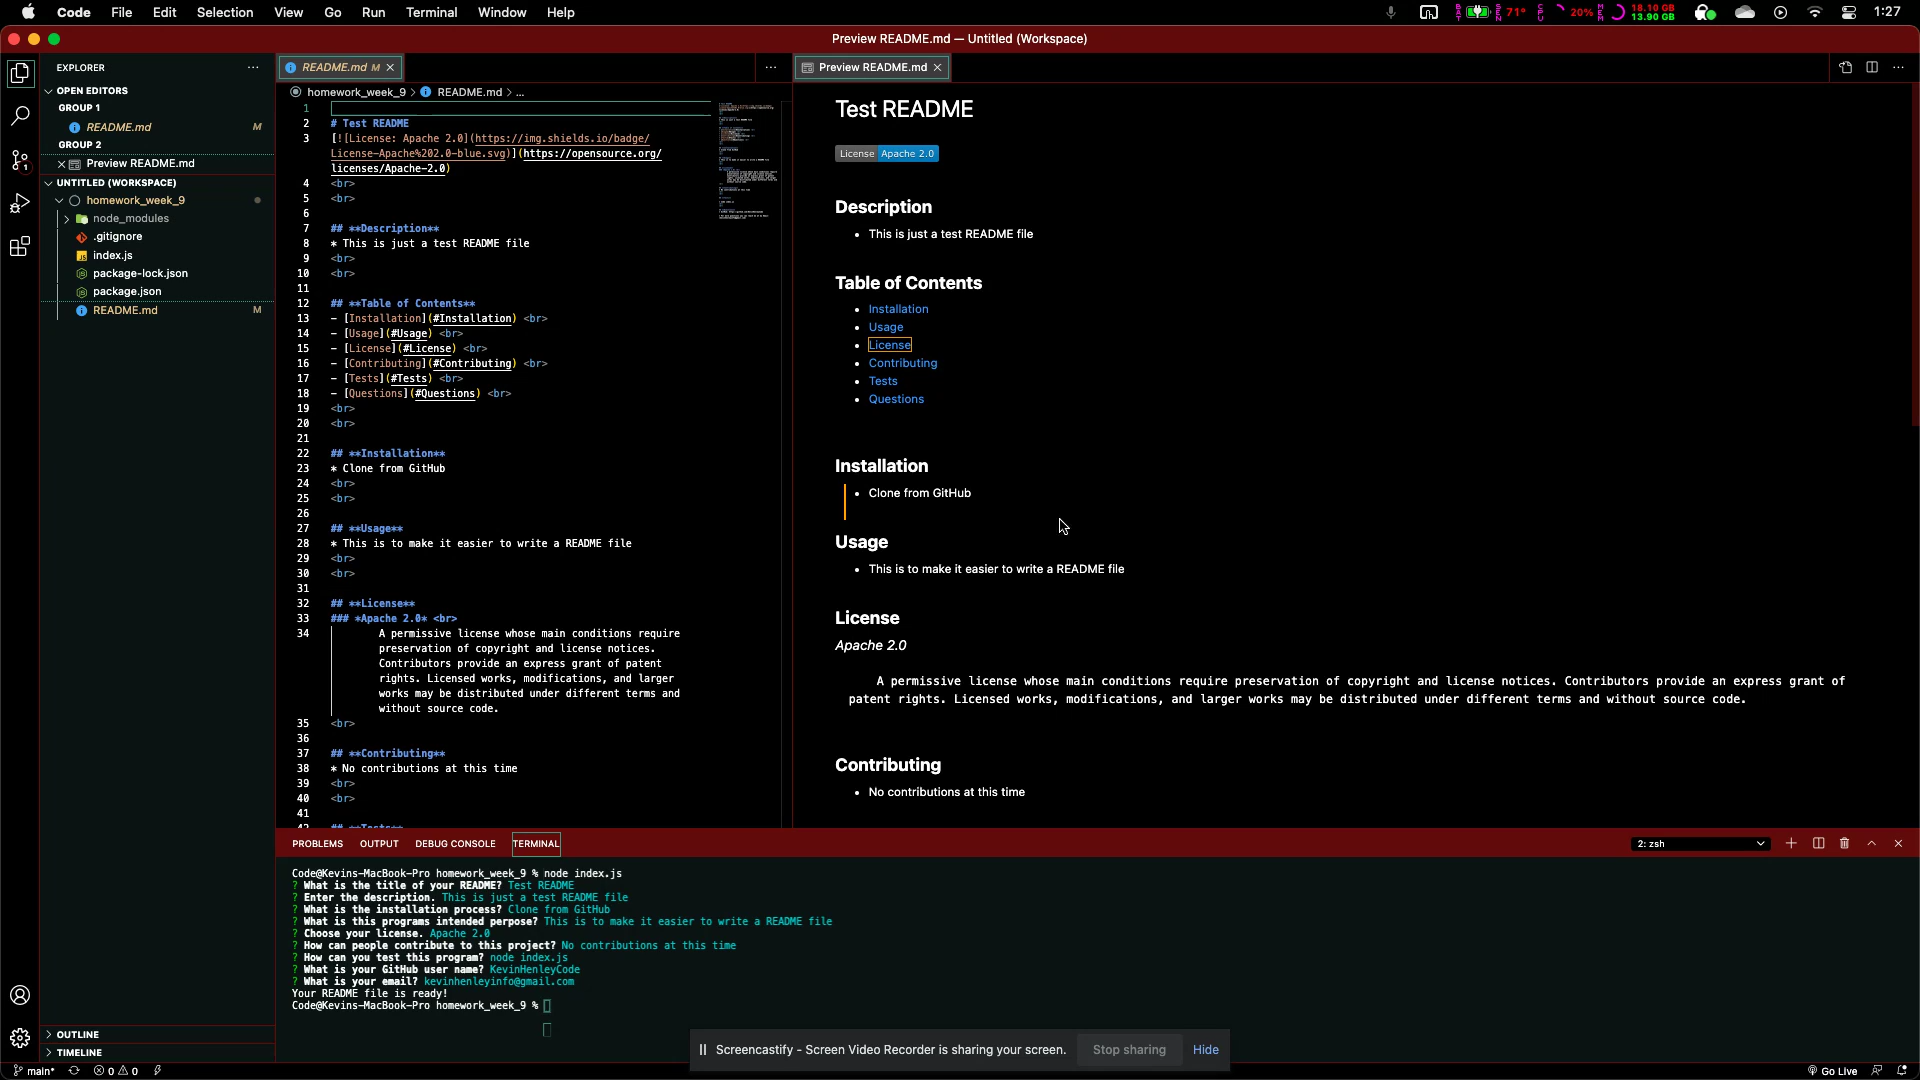 Code File Edit Selection View Go Run Terminal Window Help
71° 20% 18.10 GB 13.90 GB 1:27
Preview README.md — Untitled (Workspace)
EXPLORER
OPEN EDITORS
GROUP 1
README.md M
GROUP 2
Preview README.md
UNTITLED (WORKSPACE)
homework_week_9
node_modules
.gitignore
index.js
package-lock.json
package.json
README.md M
OUTLINE
TIMELINE
README.md M
homework_week_9 > README.md > ...
1
2 # Test README
3 [![License: Apache 2.0](https://img.shields.io/badge/
License-Apache%202.0-blue.svg)](https://opensource.org/
licenses/Apache-2.0)
4 <br>
5 <br>
6
7 ## **Description**
8 * This is just a test README file
9 <br>
10 <br>
11
12 ## **Table of Contents**
13 - [Installation](#Installation) <br>
14 - [Usage](#Usage) <br>
15 - [License](#License) <br>
16 - [Contributing](#Contributing) <br>
17 - [Tests](#Tests) <br>
18 - [Questions](#Questions) <br>
19 <br>
20 <br>
21
22 ## **Installation**
23 * Clone from GitHub
24 <br>
25 <br>
26
27 ## **Usage**
28 * This is to make it easier to write a README file
29 <br>
30 <br>
31
32 ## **License**
33 ### *Apache 2.0* <br>
34 A permissive license whose main conditions require
preservation of copyright and license notices.
Contributors provide an express grant of patent
rights. Licensed works, modifications, and larger
works may be distributed under different terms and
without source code.
35 <br>
36
37 ## **Contributing**
38 * No contributions at this time
39 <br>
40 <br>
41
42 ## **Tests**
Preview README.md
Test README
License Apache 2.0
Description
• This is just a test README file
Table of Contents
• Installation
• Usage
• License
• Contributing
• Tests
• Questions
Installation
• Clone from GitHub
Usage
• This is to make it easier to write a README file
License
Apache 2.0
A permissive license whose main conditions require preservation of copyright and license notices. Contributors provide an express grant of
patent rights. Licensed works, modifications, and larger works may be distributed under different terms and without source code.
Contributing
• No contributions at this time
PROBLEMS OUTPUT DEBUG CONSOLE TERMINAL 2: zsh
Code@Kevins-MacBook-Pro homework_week_9 % node index.js
? What is the title of your README? Test README
? Enter the description. This is just a test README file
? What is the installation process? Clone from GitHub
? What is this programs intended perpose? This is to make it easier to write a README file
? Choose your license. Apache 2.0
? How can people contribute to this project? No contributions at this time
? How can you test this program? node index.js
? What is your GitHub user name? KevinHenleyCode
? What is your email? kevinhenleyinfo@gmail.com
Your README file is ready!
Code@Kevins-MacBook-Pro homework_week_9 %
Screencastify - Screen Video Recorder is sharing your screen. Stop sharing Hide
main* 0 0 Go Live